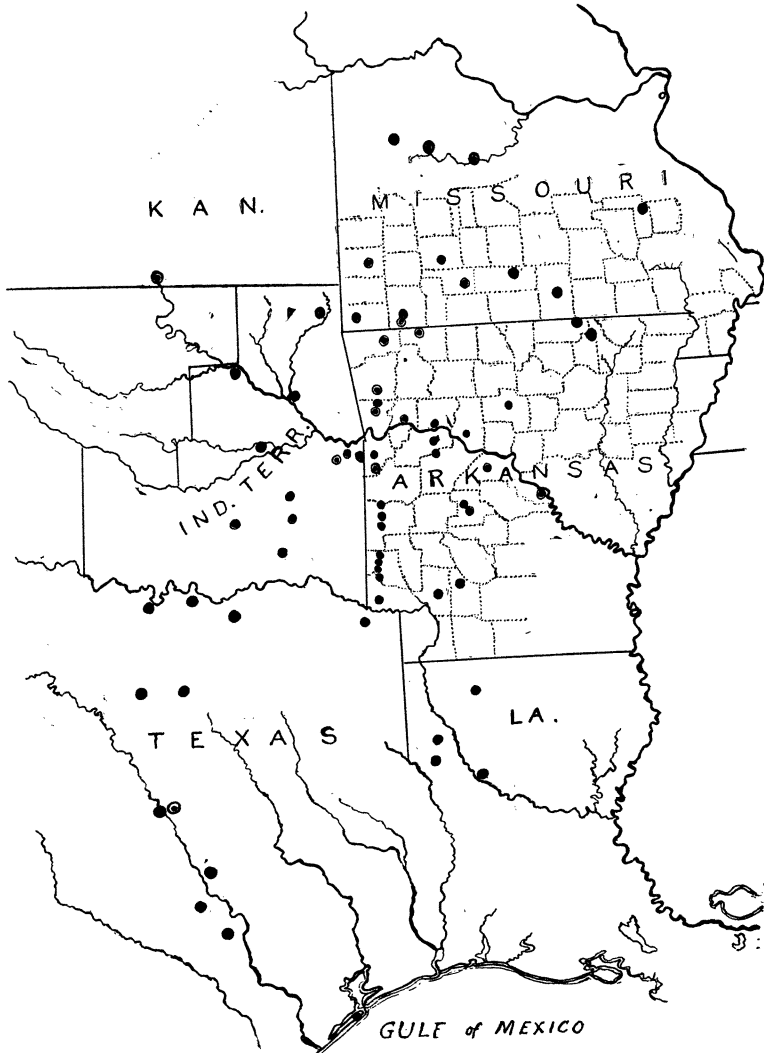 KAN.
MISSOURI
IND. TERR.
ARKANSAS
TEXAS
LA.
GULF of MEXICO